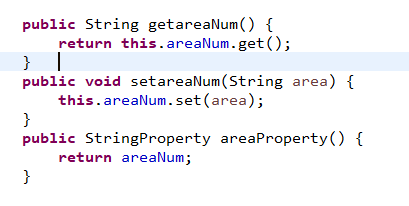 public String getareaNum() {
    return this.areaNum.get();
}
public void setareaNum(String area) {
    this.areaNum.set(area);
}
public StringProperty areaProperty() {
    return areaNum;
}